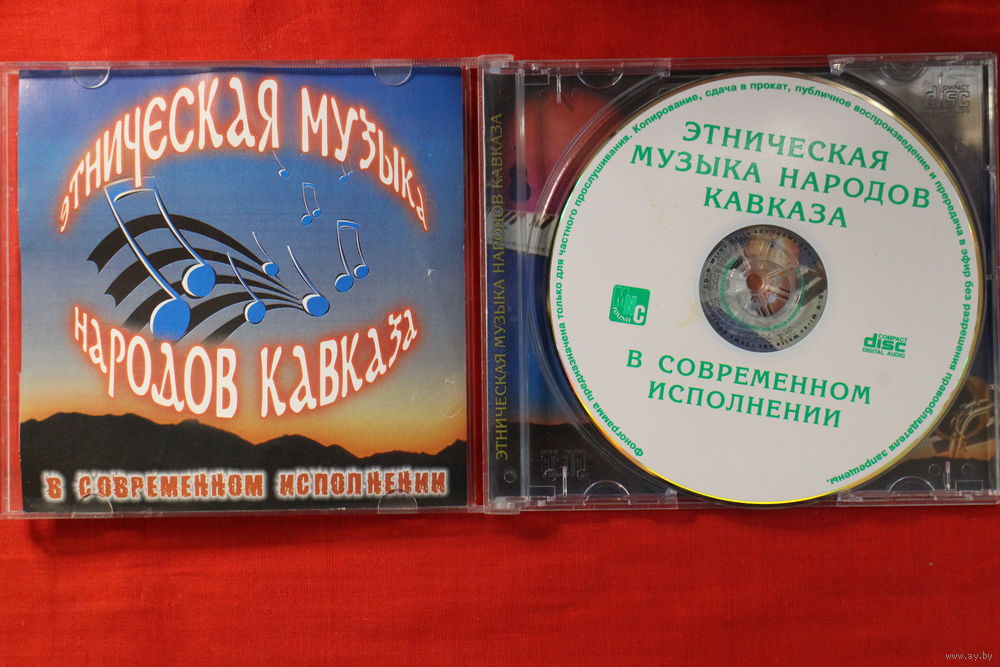 ЭТНИЧЕСКАЯ МУЗЫКА
НАРОДОВ КАВКАЗА
В СОВРЕМЕННОМ ИСПОЛНЕНИИ
ЭТНИЧЕСКАЯ МУЗЫКА НАРОДОВ КАВКАЗА
Фонограмма предназначена только для частного прослушивания. Копирование, сдача в прокат, публичное воспроизведение и передача в эфир без разрешения правообладателя запрещены.
ЭТНИЧЕСКАЯ
МУЗЫКА НАРОДОВ
КАВКАЗА
SOUND
COMPACT
disc
DIGITAL AUDIO
В СОВРЕМЕННОМ
ИСПОЛНЕНИИ
www.ay.by